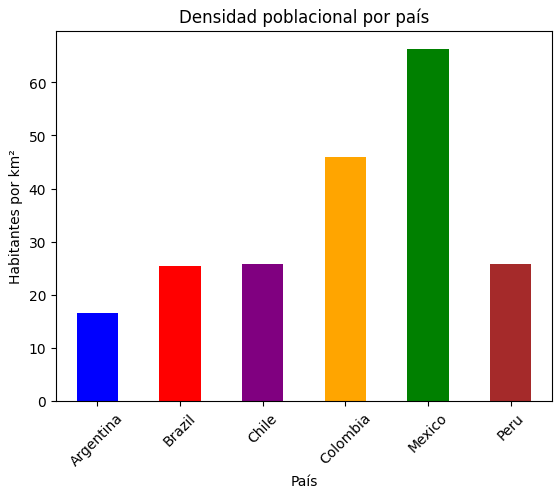 Densidad poblacional por país
Habitantes por km²
60
50
40
30
20
10
0
Argentina
Brazil
Chile
Colombia
Mexico
Peru
País